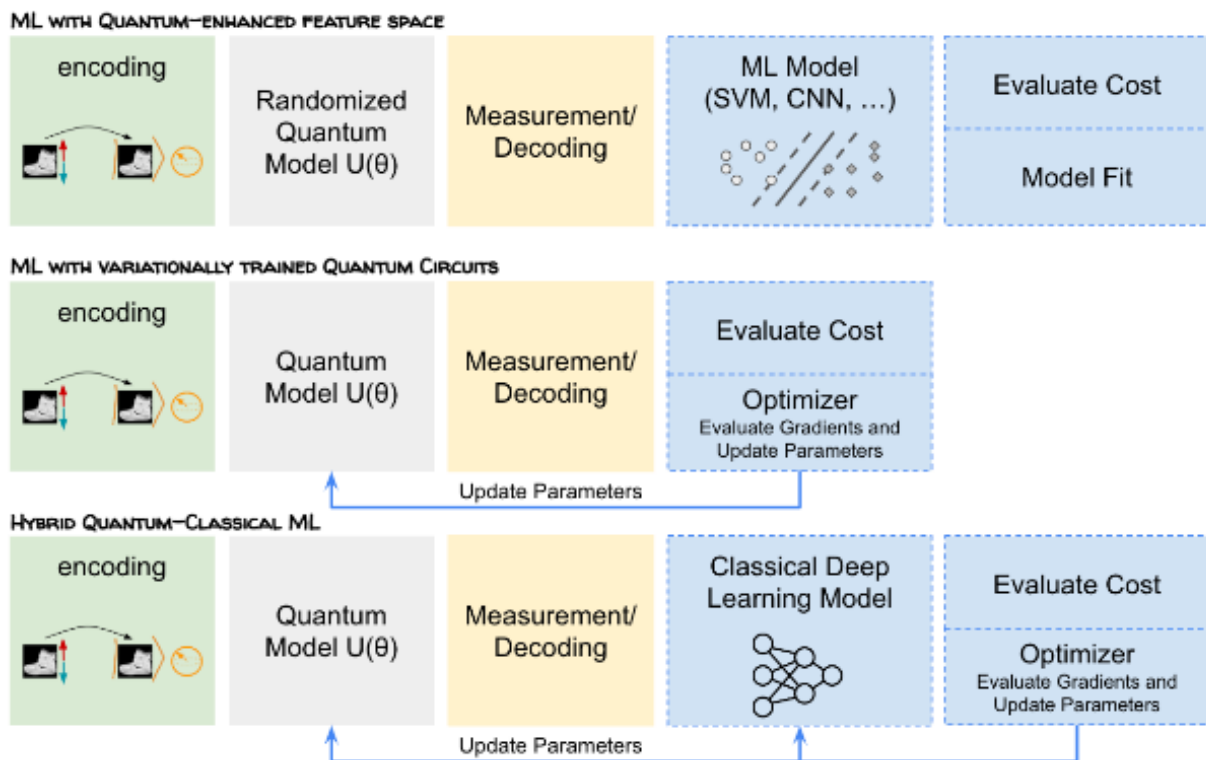 ML with Quantum-enhanced feature space
encoding
Randomized
Quantum
Model U(θ)
Measurement/
Decoding
ML Model
(SVM, CNN, ...)
Evaluate Cost
Model Fit
ML with variationally trained Quantum Circuits
encoding
Quantum
Model U(θ)
Measurement/
Decoding
Evaluate Cost
Optimizer
Evaluate Gradients and
Update Parameters
Update Parameters
Hybrid Quantum-Classical ML
encoding
Quantum
Model U(θ)
Measurement/
Decoding
Classical Deep
Learning Model
Evaluate Cost
Optimizer
Evaluate Gradients and
Update Parameters
Update Parameters